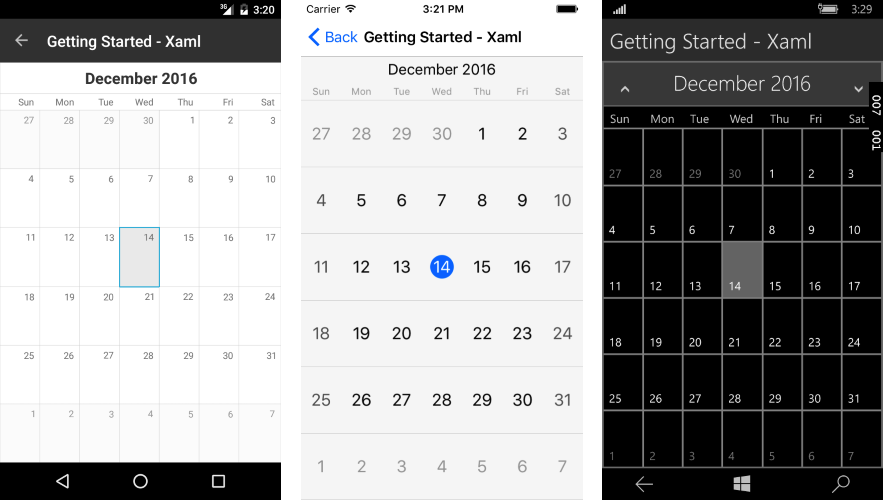 3G 3:20
Getting Started - Xaml
December 2016
Sun Mon Tue Wed Thu Fri Sat
27 28 29 30 1 2 3
4 5 6 7 8 9 10
11 12 13 14 15 16 17
18 19 20 21 22 23 24
25 26 27 28 29 30 31
1 2 3 4 5 6 7
Carrier 3:21 PM
Back Getting Started - Xaml
December 2016
Sun Mon Tue Wed Thu Fri Sat
27 28 29 30 1 2 3
4 5 6 7 8 9 10
11 12 13 14 15 16 17
18 19 20 21 22 23 24
25 26 27 28 29 30 31
1 2 3 4 5 6 7
3:29
Getting Started - Xaml
December 2016
007 001
Sun Mon Tue Wed Thu Fri Sat
27 28 29 30 1 2 3
4 5 6 7 8 9 10
11 12 13 14 15 16 17
18 19 20 21 22 23 24
25 26 27 28 29 30 31
1 2 3 4 5 6 7